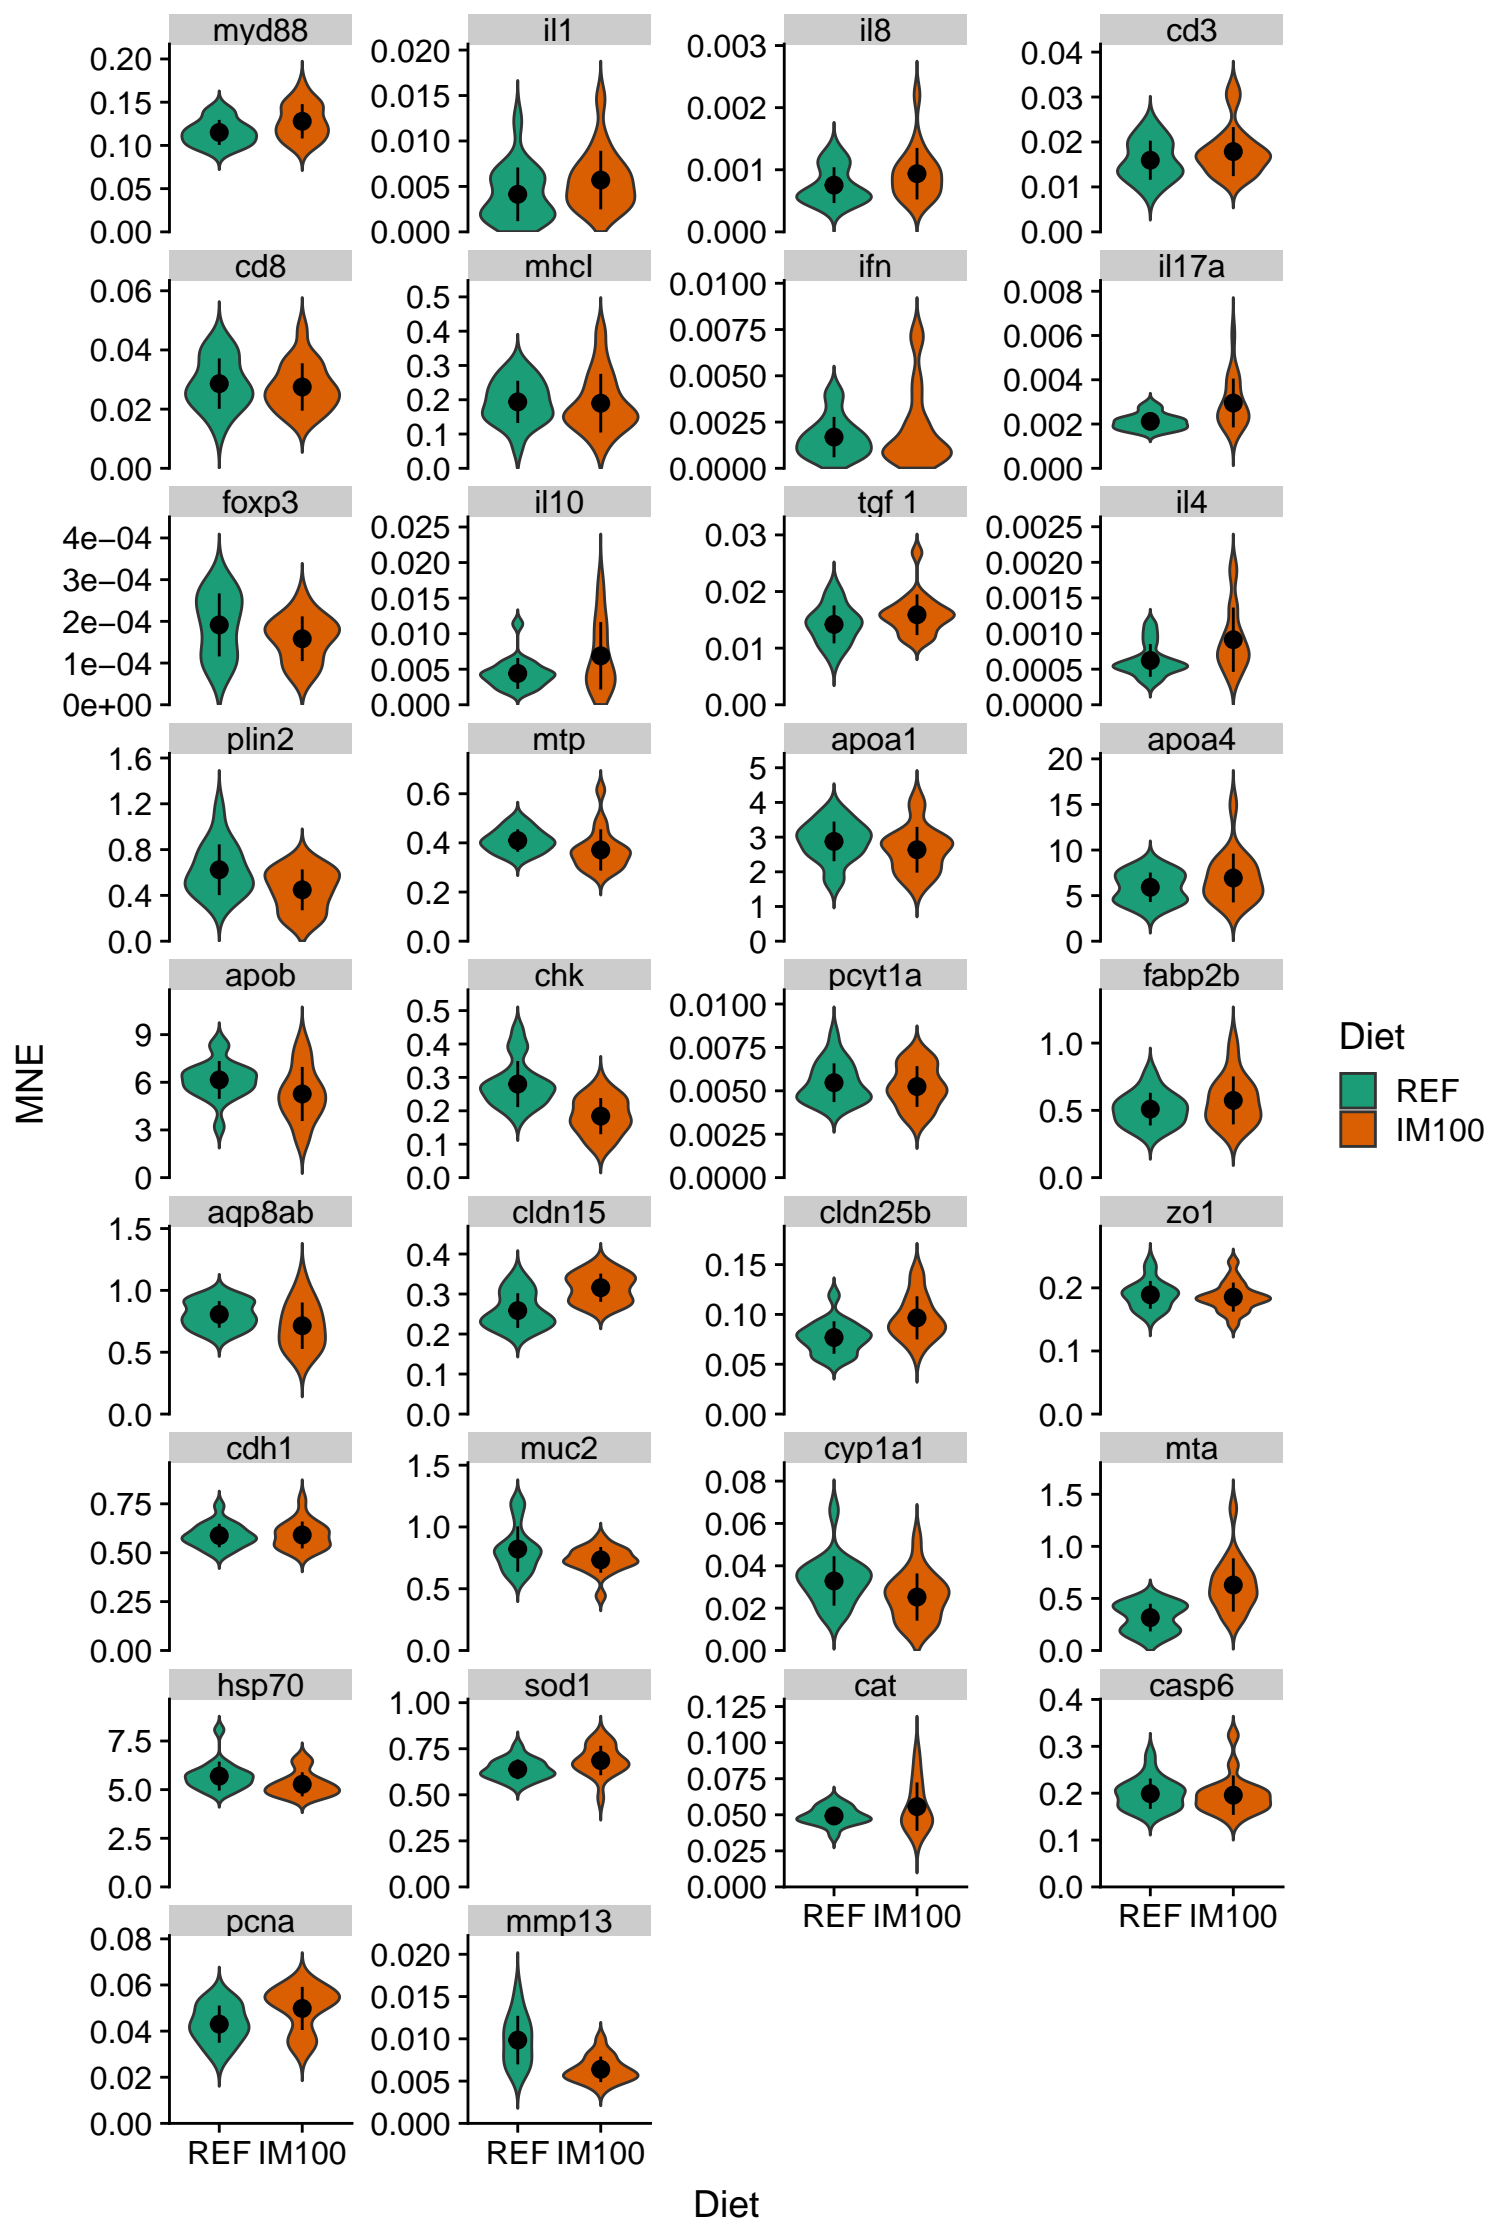 myd88 il1 il8 cd3
0.20 0.15 0.10 0.05 0.00
0.020 0.015 0.010 0.005 0.000
0.003 0.002 0.001 0.000
0.04 0.03 0.02 0.01 0.00
cd8 mhcI ifn il17a
0.06 0.04 0.02 0.00
0.5 0.4 0.3 0.2 0.1 0.0
0.0100 0.0075 0.0050 0.0025 0.0000
0.008 0.006 0.004 0.002 0.000
foxp3 il10 tgf 1 il4
4e−04 3e−04 2e−04 1e−04 0e+00
0.025 0.020 0.015 0.010 0.005 0.000
0.03 0.02 0.01 0.00
0.0025 0.0020 0.0015 0.0010 0.0005 0.0000
plin2 mtp apoa1 apoa4
1.6 1.2 0.8 0.4 0.0
0.6 0.4 0.2 0.0
5 4 3 2 1 0
20 15 10 5 0
apob chk pcyt1a fabp2b
9 6 3 0
0.5 0.4 0.3 0.2 0.1 0.0
0.0100 0.0075 0.0050 0.0025 0.0000
1.0 0.5 0.0
MNE
Diet
REF
IM100
aqp8ab cldn15 cldn25b zo1
1.5 1.0 0.5 0.0
0.4 0.3 0.2 0.1 0.0
0.15 0.10 0.05 0.00
0.2 0.1 0.0
cdh1 muc2 cyp1a1 mta
0.75 0.50 0.25 0.00
1.5 1.0 0.5 0.0
0.08 0.06 0.04 0.02 0.00
1.5 1.0 0.5 0.0
hsp70 sod1 cat casp6
7.5 5.0 2.5 0.0
1.00 0.75 0.50 0.25 0.00
0.125 0.100 0.075 0.050 0.025 0.000
0.4 0.3 0.2 0.1 0.0
REF IM100 REF IM100
pcna mmp13
0.08 0.06 0.04 0.02 0.00
0.020 0.015 0.010 0.005 0.000
REF IM100 REF IM100
Diet